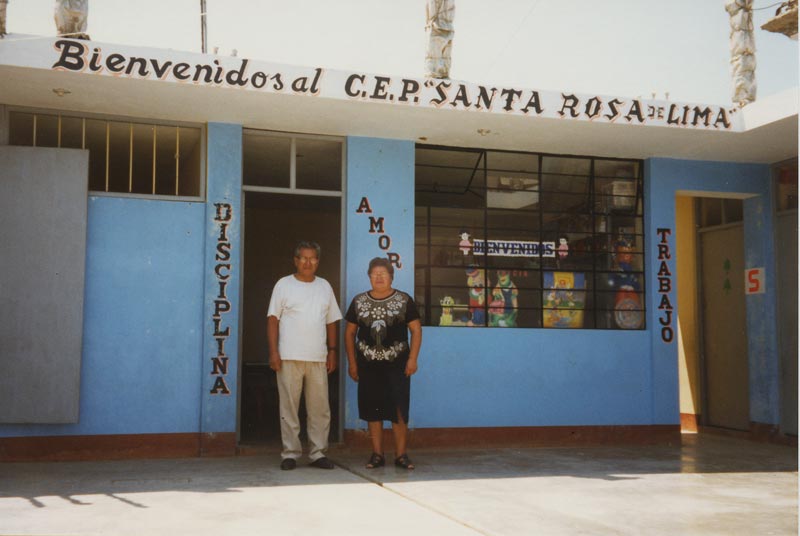 Bienvenidos al C.E.P. "SANTA ROSA DE LIMA"
DISCIPLINA
AMOR
BIENVENIDOS
TRABAJO
S